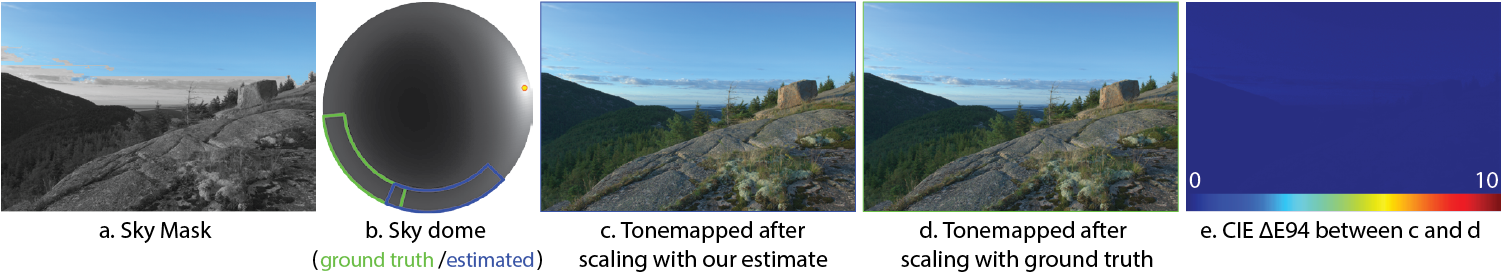 0
10
a. Sky Mask
b. Sky dome
(ground truth/estimated)
c. Tonemapped after
scaling with our estimate
d. Tonemapped after
scaling with ground truth
e. CIE ΔE94 between c and d